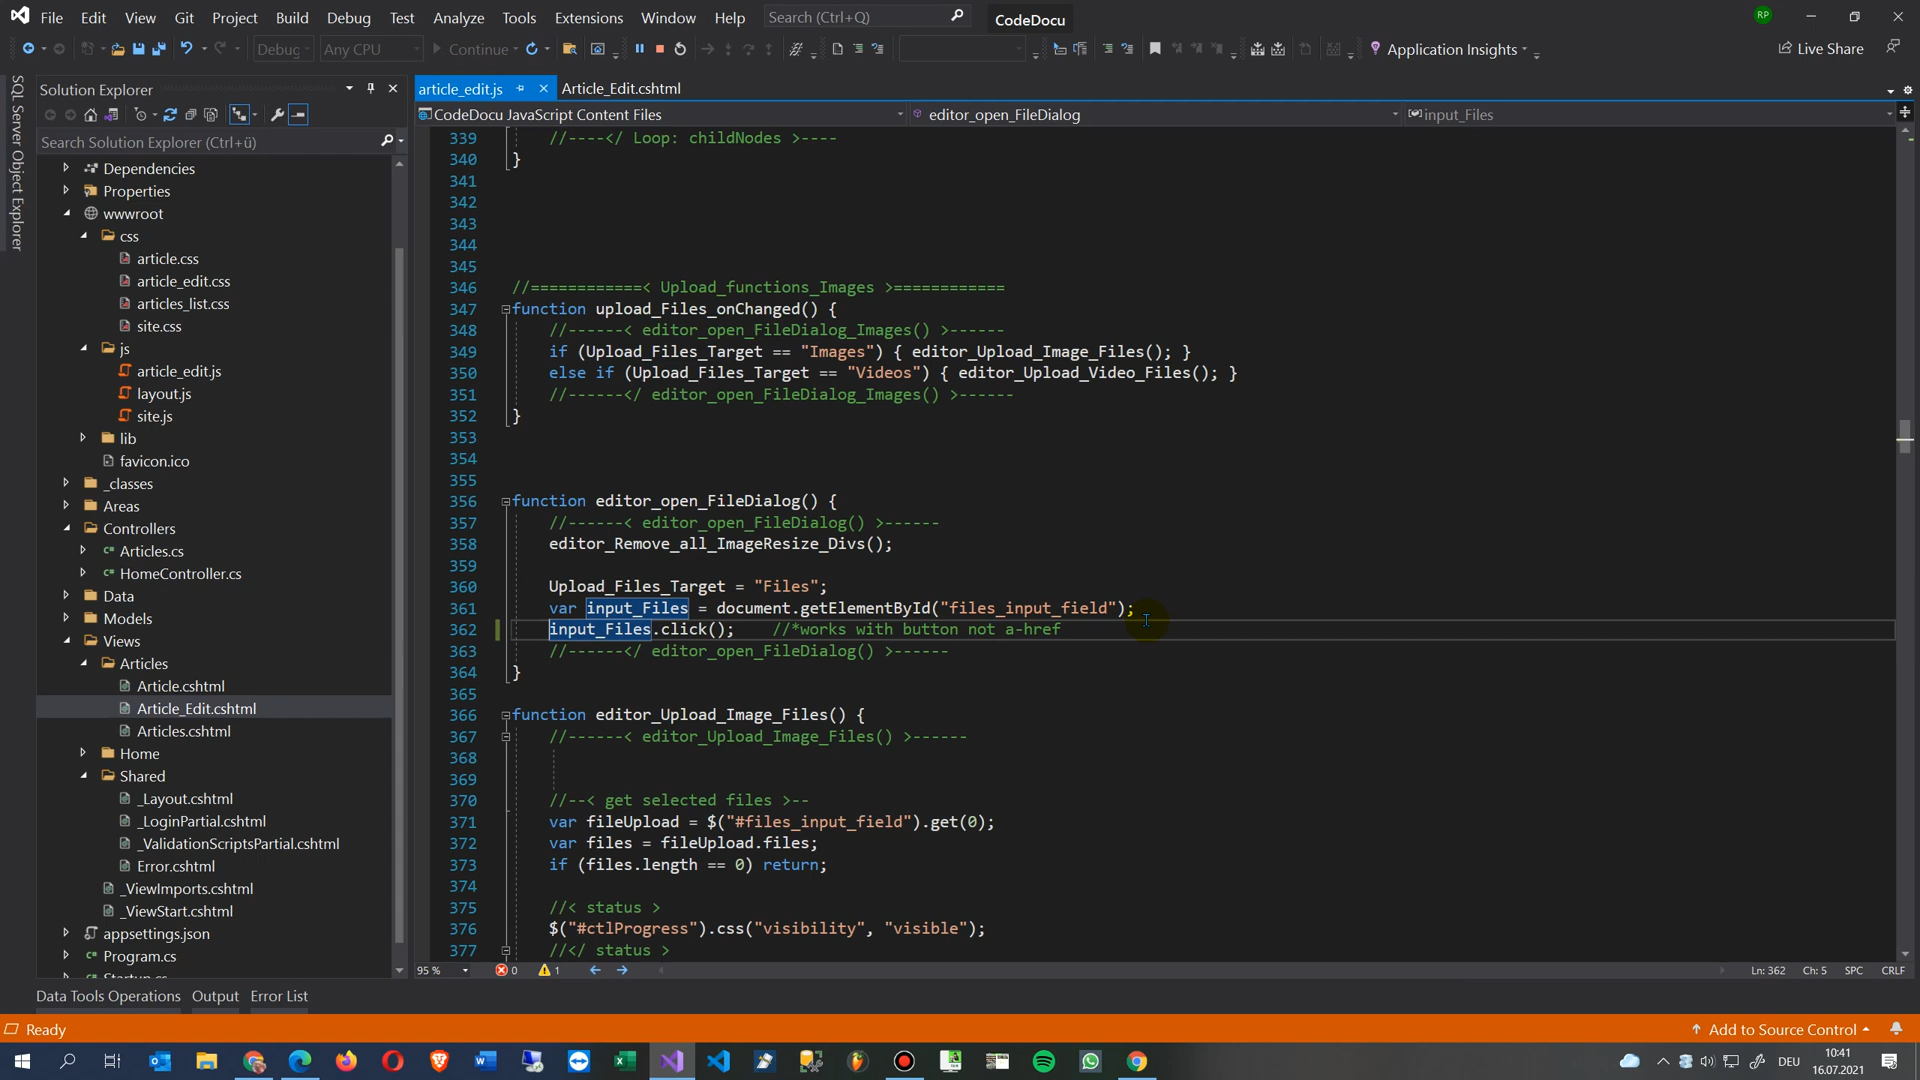 File Edit View Git Project Build Debug Test Analyze Tools Extensions Window Help Search (Ctrl+Q) CodeDocu RP
Debug Any CPU Continue Application Insights Live Share
SQL Server Object Explorer
Solution Explorer
Search Solution Explorer (Ctrl+ü)
Dependencies
Properties
wwwroot
css
article.css
article_edit.css
articles_list.css
site.css
js
article_edit.js
layout.js
site.js
lib
favicon.ico
_classes
Areas
Controllers
Articles.cs
HomeController.cs
Data
Models
Views
Articles
Article.cshtml
Article_Edit.cshtml
Articles.cshtml
Home
Shared
_Layout.cshtml
_LoginPartial.cshtml
_ValidationScriptsPartial.cshtml
Error.cshtml
_ViewImports.cshtml
_ViewStart.cshtml
appsettings.json
Program.cs
Startup.cs
article_edit.js Article_Edit.cshtml
CodeDocu JavaScript Content Files editor_open_FileDialog input_Files
339 //----</ Loop: childNodes >----
340 }
341
342
343
344
345
346 //============< Upload_functions_Images >============
347 function upload_Files_onChanged() {
348 //------< editor_open_FileDialog_Images() >------
349 if (Upload_Files_Target == "Images") { editor_Upload_Image_Files(); }
350 else if (Upload_Files_Target == "Videos") { editor_Upload_Video_Files(); }
351 //------</ editor_open_FileDialog_Images() >------
352 }
353
354
355
356 function editor_open_FileDialog() {
357 //------< editor_open_FileDialog() >------
358 editor_Remove_all_ImageResize_Divs();
359
360 Upload_Files_Target = "Files";
361 var input_Files = document.getElementById("files_input_field");
362 input_Files.click(); //*works with button not a-href
363 //------</ editor_open_FileDialog() >------
364 }
365
366 function editor_Upload_Image_Files() {
367 //------< editor_Upload_Image_Files() >------
368
369
370 //--< get selected files >--
371 var fileUpload = $("#files_input_field").get(0);
372 var files = fileUpload.files;
373 if (files.length == 0) return;
374
375 //< status >
376 $("#ctlProgress").css("visibility", "visible");
377 //</ status >
95 % 0 1 Ln: 362 Ch: 5 SPC CRLF
Data Tools Operations Output Error List
Ready Add to Source Control
DEU 10:41
16.07.2021